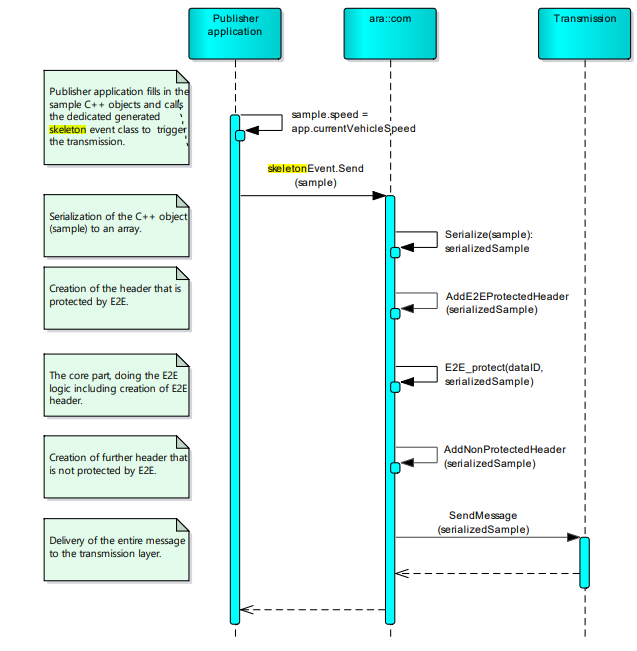 Publisher
application
ara::com
Transmission
Publisher application fills in the
sample C++ objects and calls
the dedicated generated
skeleton event class to trigger
the transmission.
sample.speed =
app.currentVehicleSpeed
skeletonEvent.Send
(sample)
Serialization of the C++ object
(sample) to an array.
Serialize(sample):
serializedSample
Creation of the header that is
protected by E2E.
AddE2EProtectedHeader
(serializedSample)
The core part, doing the E2E
logic including creation of E2E
header.
E2E_protect(dataID,
serializedSample)
Creation of further header that
is not protected by E2E.
AddNonProtectedHeader
(serializedSample)
SendMessage
(serializedSample)
Delivery of the entire message
to the transmission layer.